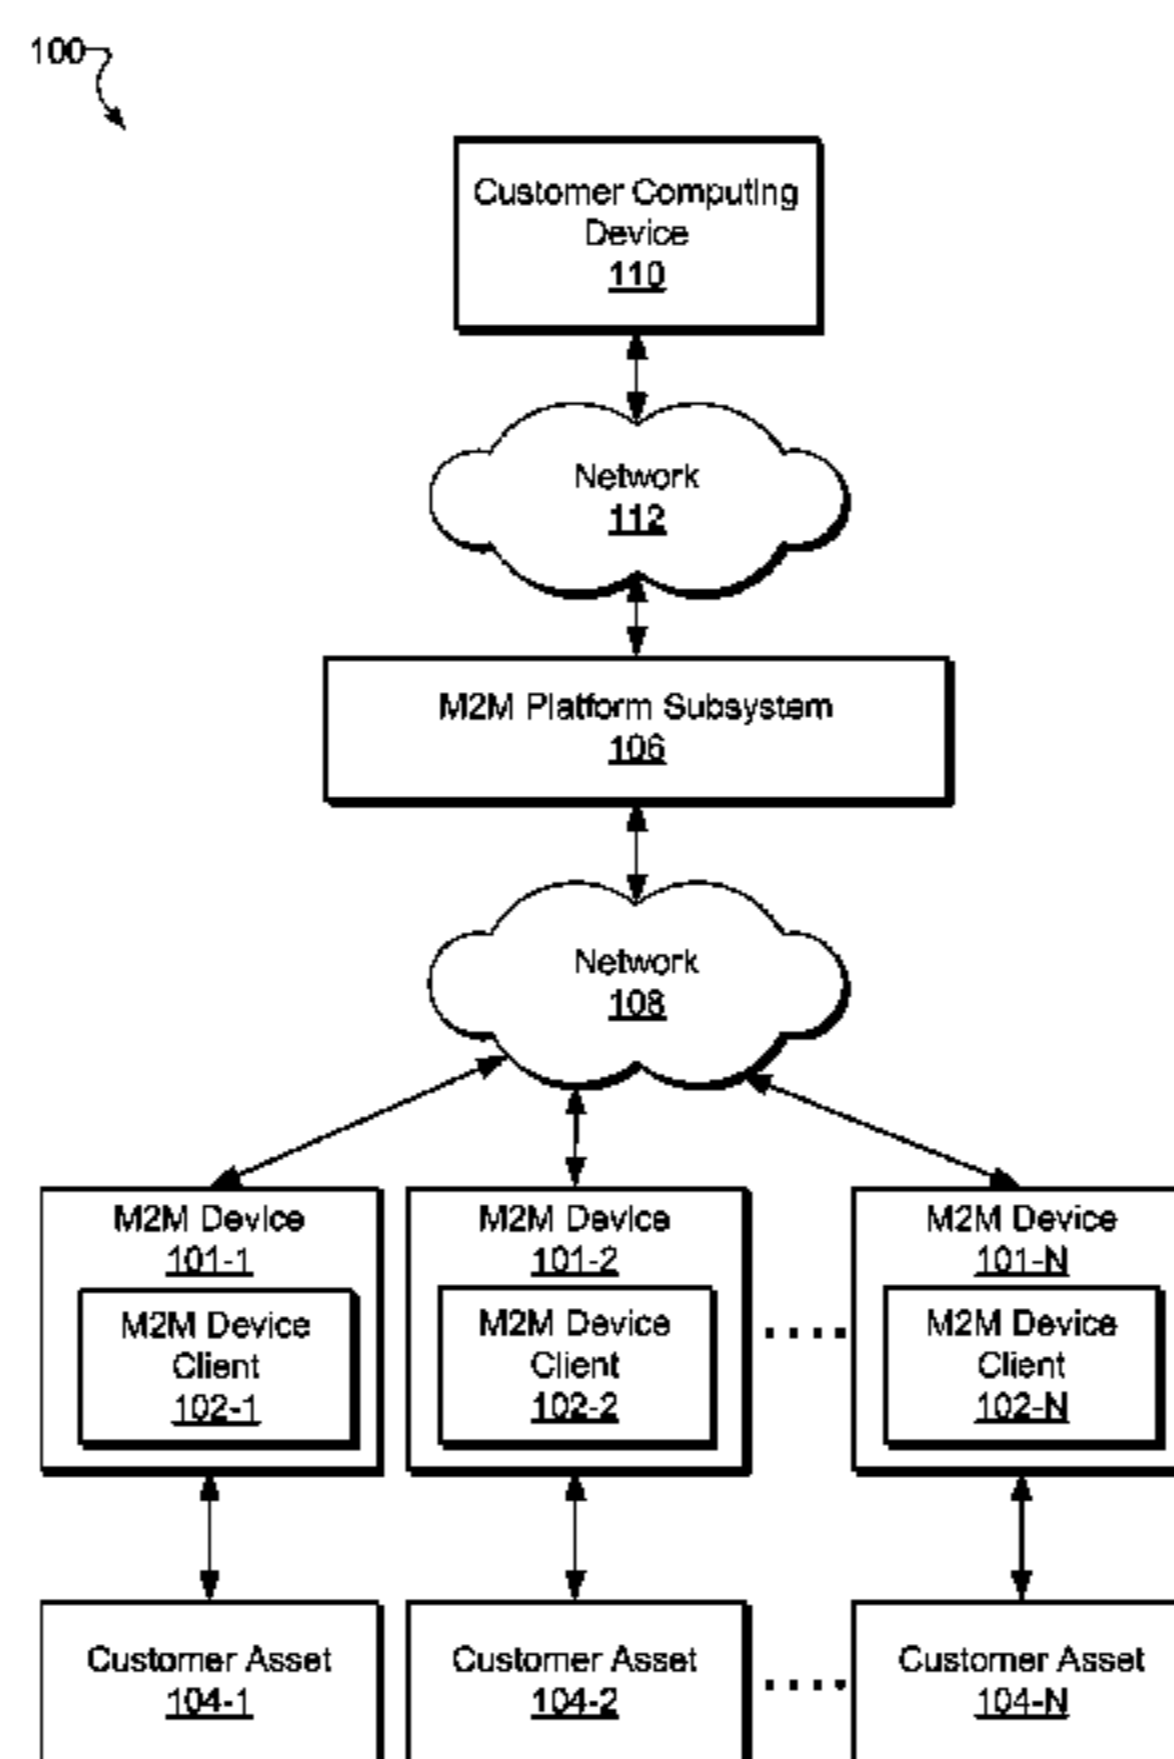 100
Customer Computing
Device
110
Network
112
M2M Platform Subsystem
106
Network
108
M2M Device
101-1
M2M Device
Client
102-1
M2M Device
101-2
M2M Device
Client
102-2
M2M Device
101-N
M2M Device
Client
102-N
Customer Asset
104-1
Customer Asset
104-2
Customer Asset
104-N